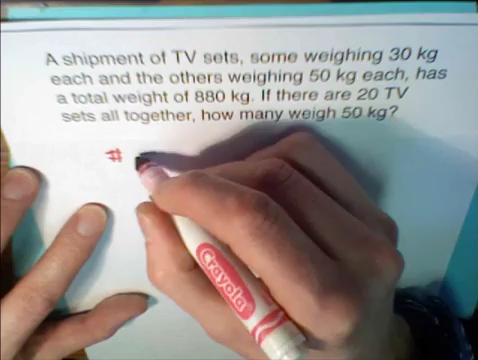 A shipment of TV sets, some weighing 30 kg
each and the others weighing 50 kg each, has
a total weight of 880 kg. If there are 20 TV
sets all together, how many weigh 50 kg?
#
Crayola